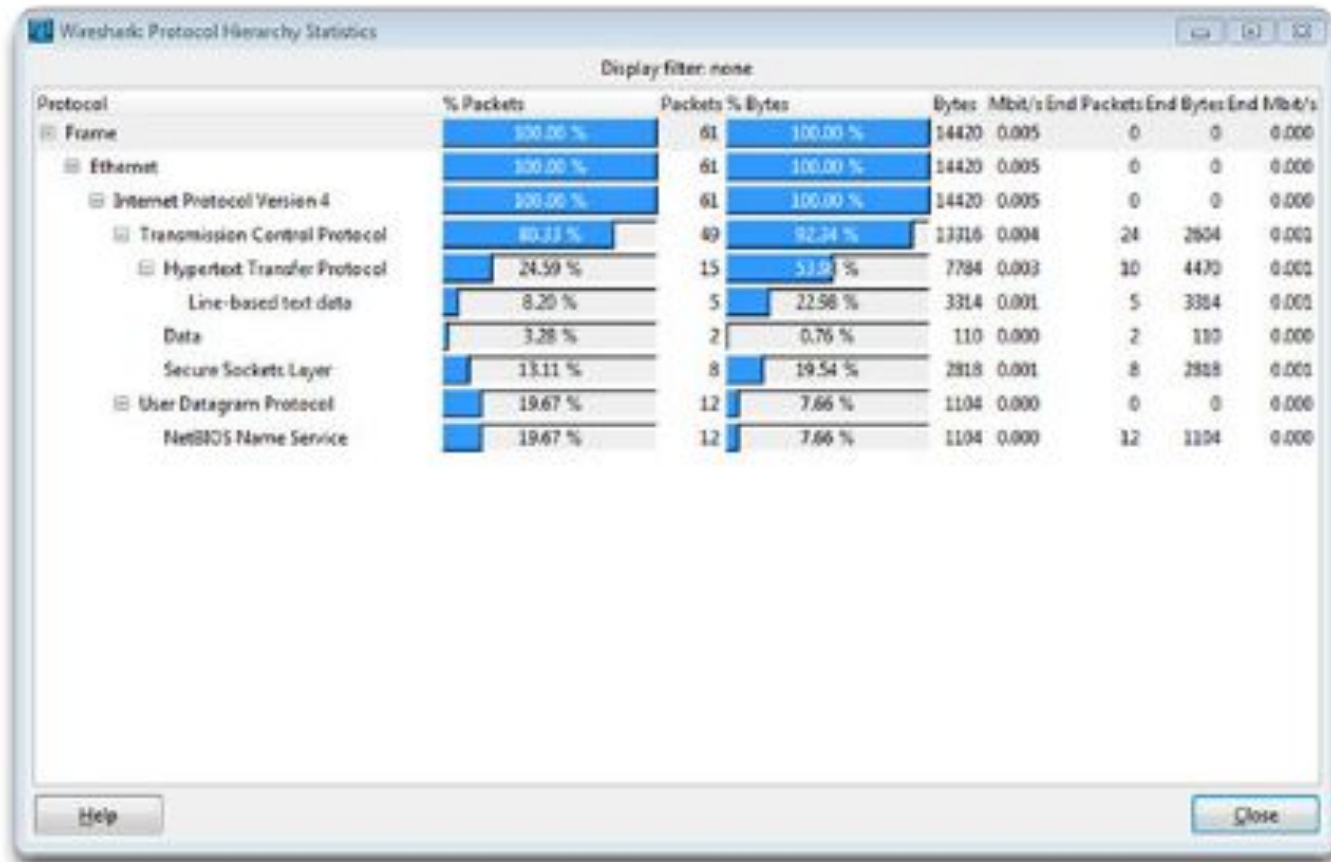 Wireshark: Protocol Hierarchy Statistics
Display filter: none
Protocol % Packets Packets % Bytes Bytes Mbit/s End Packets End Bytes End Mbit/s
Frame 100.00 % 61 100.00 % 14420 0.005 0 0 0.000
Ethernet 100.00 % 61 100.00 % 14420 0.005 0 0 0.000
Internet Protocol Version 4 100.00 % 61 100.00 % 14420 0.005 0 0 0.000
Transmission Control Protocol 80.33 % 49 92.34 % 13316 0.004 24 2604 0.001
Hypertext Transfer Protocol 24.59 % 15 53.98 % 7784 0.003 10 4470 0.001
Line-based text data 8.20 % 5 22.98 % 3314 0.001 5 3314 0.001
Data 3.28 % 2 0.76 % 110 0.000 2 110 0.000
Secure Sockets Layer 13.11 % 8 19.54 % 2818 0.001 8 2818 0.001
User Datagram Protocol 19.67 % 12 7.66 % 1104 0.000 0 0 0.000
NetBIOS Name Service 19.67 % 12 7.66 % 1104 0.000 12 1104 0.000
Help Close